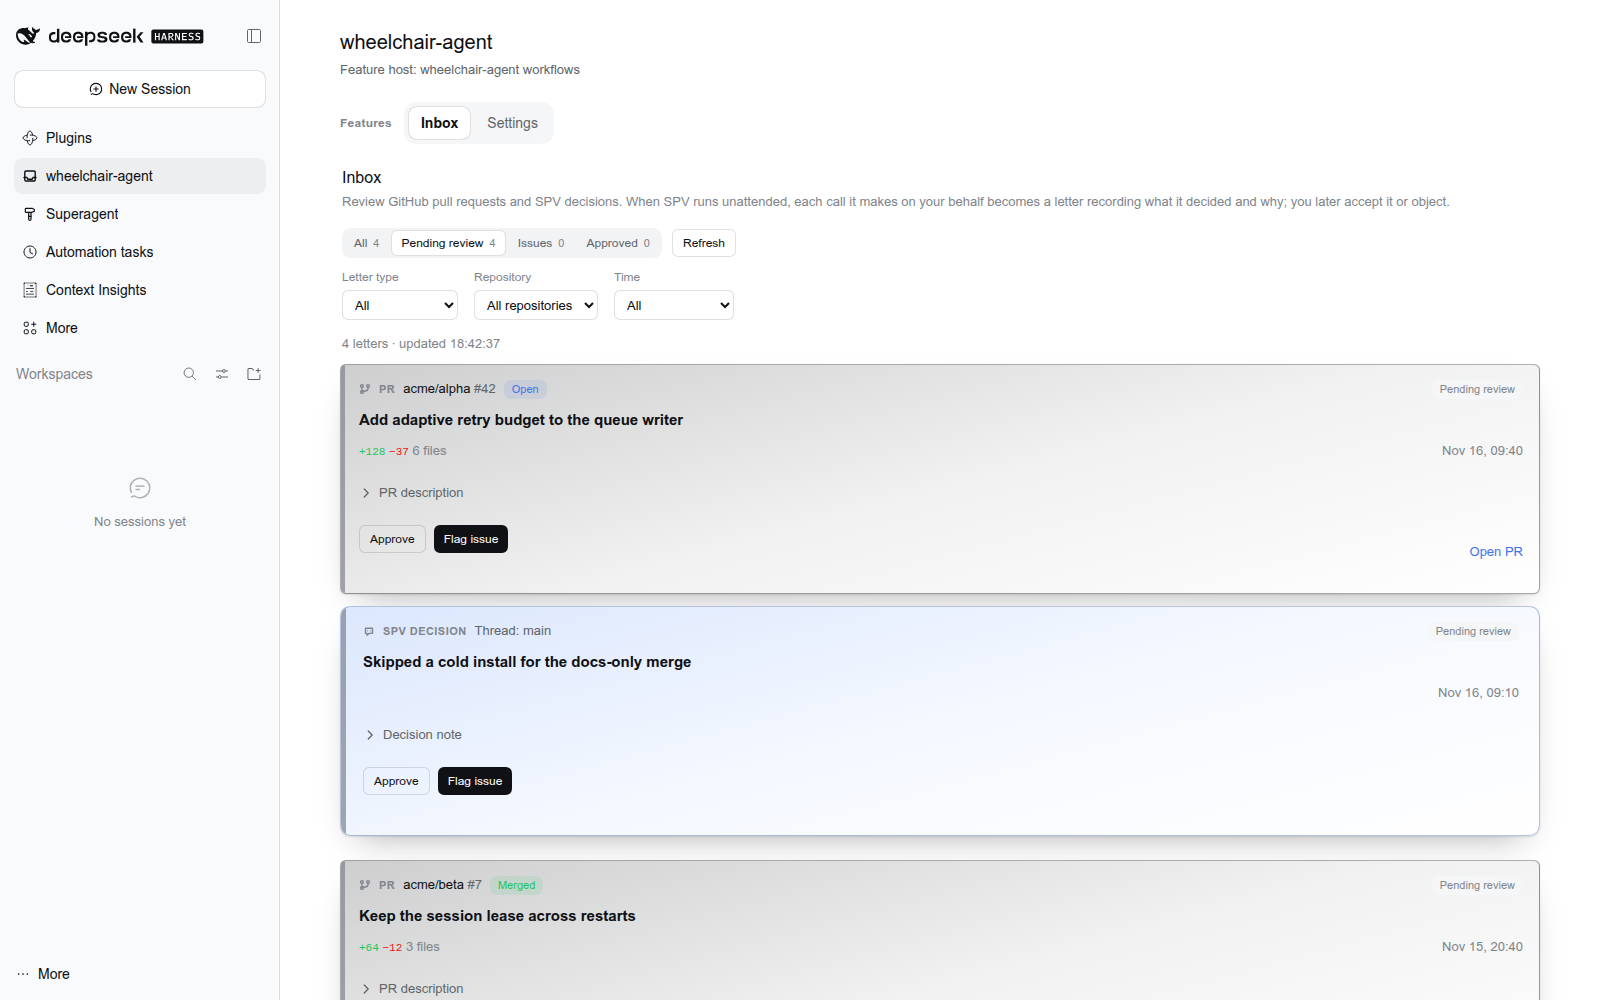 deepseek HARNESS
New Session
Plugins
wheelchair-agent
Superagent
Automation tasks
Context Insights
More
Workspaces
No sessions yet
More
wheelchair-agent
Feature host: wheelchair-agent workflows
Features Inbox Settings
Inbox
Review GitHub pull requests and SPV decisions. When SPV runs unattended, each call it makes on your behalf becomes a letter recording what it decided and why; you later accept it or object.
All 4 Pending review 4 Issues 0 Approved 0 Refresh
Letter type Repository Time
All All repositories All
4 letters · updated 18:42:37
PR acme/alpha #42 Open Pending review
Add adaptive retry budget to the queue writer
+128 −37 6 files Nov 16, 09:40
PR description
Approve Flag issue
Open PR
SPV DECISION Thread: main Pending review
Skipped a cold install for the docs-only merge
Nov 16, 09:10
Decision note
Approve Flag issue
PR acme/beta #7 Merged Pending review
Keep the session lease across restarts
+64 −12 3 files Nov 15, 20:40
PR description